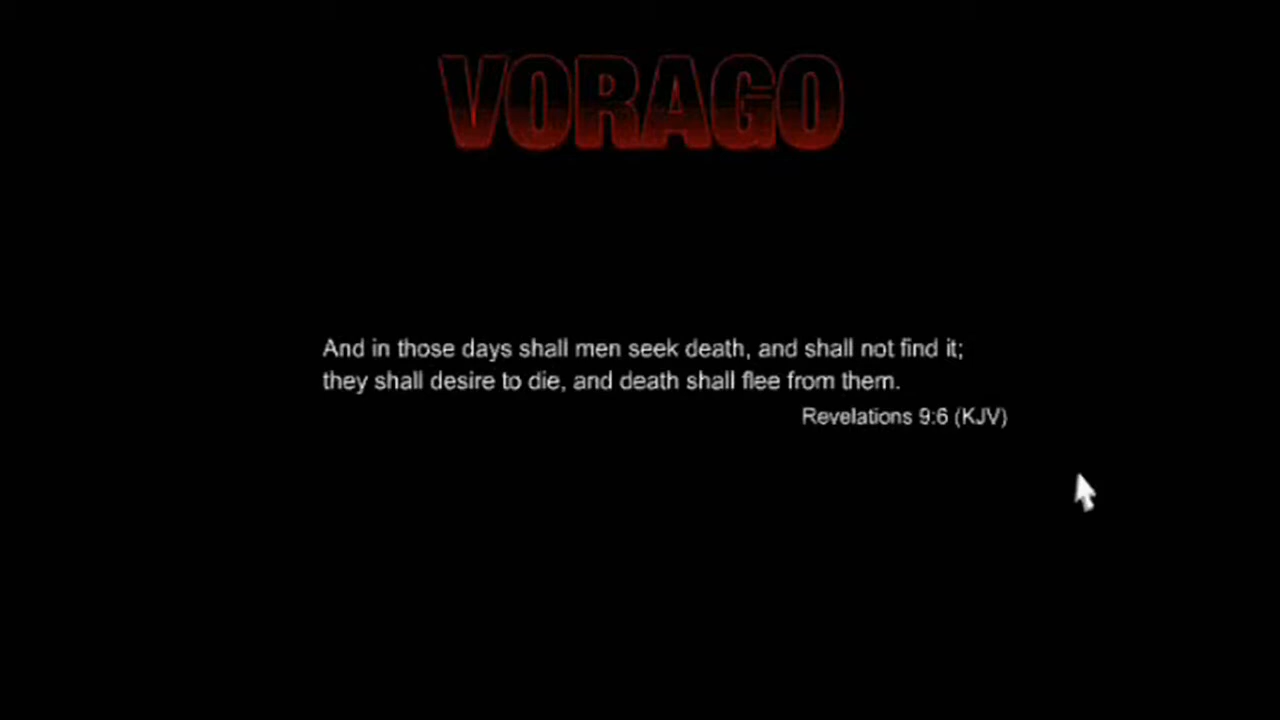 VORAGO
And in those days shall men seek death, and shall not find it;
they shall desire to die, and death shall flee from them.
Revelations 9:6 (KJV)